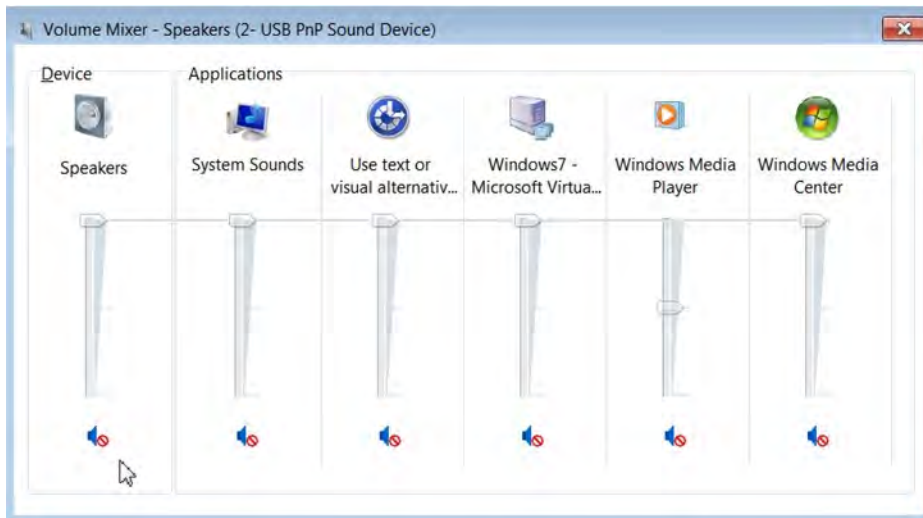 Volume Mixer - Speakers (2- USB PnP Sound Device)
Device
Applications
Speakers
System Sounds
Use text or
visual alternativ...
Windows7 -
Microsoft Virtua...
Windows Media
Player
Windows Media
Center